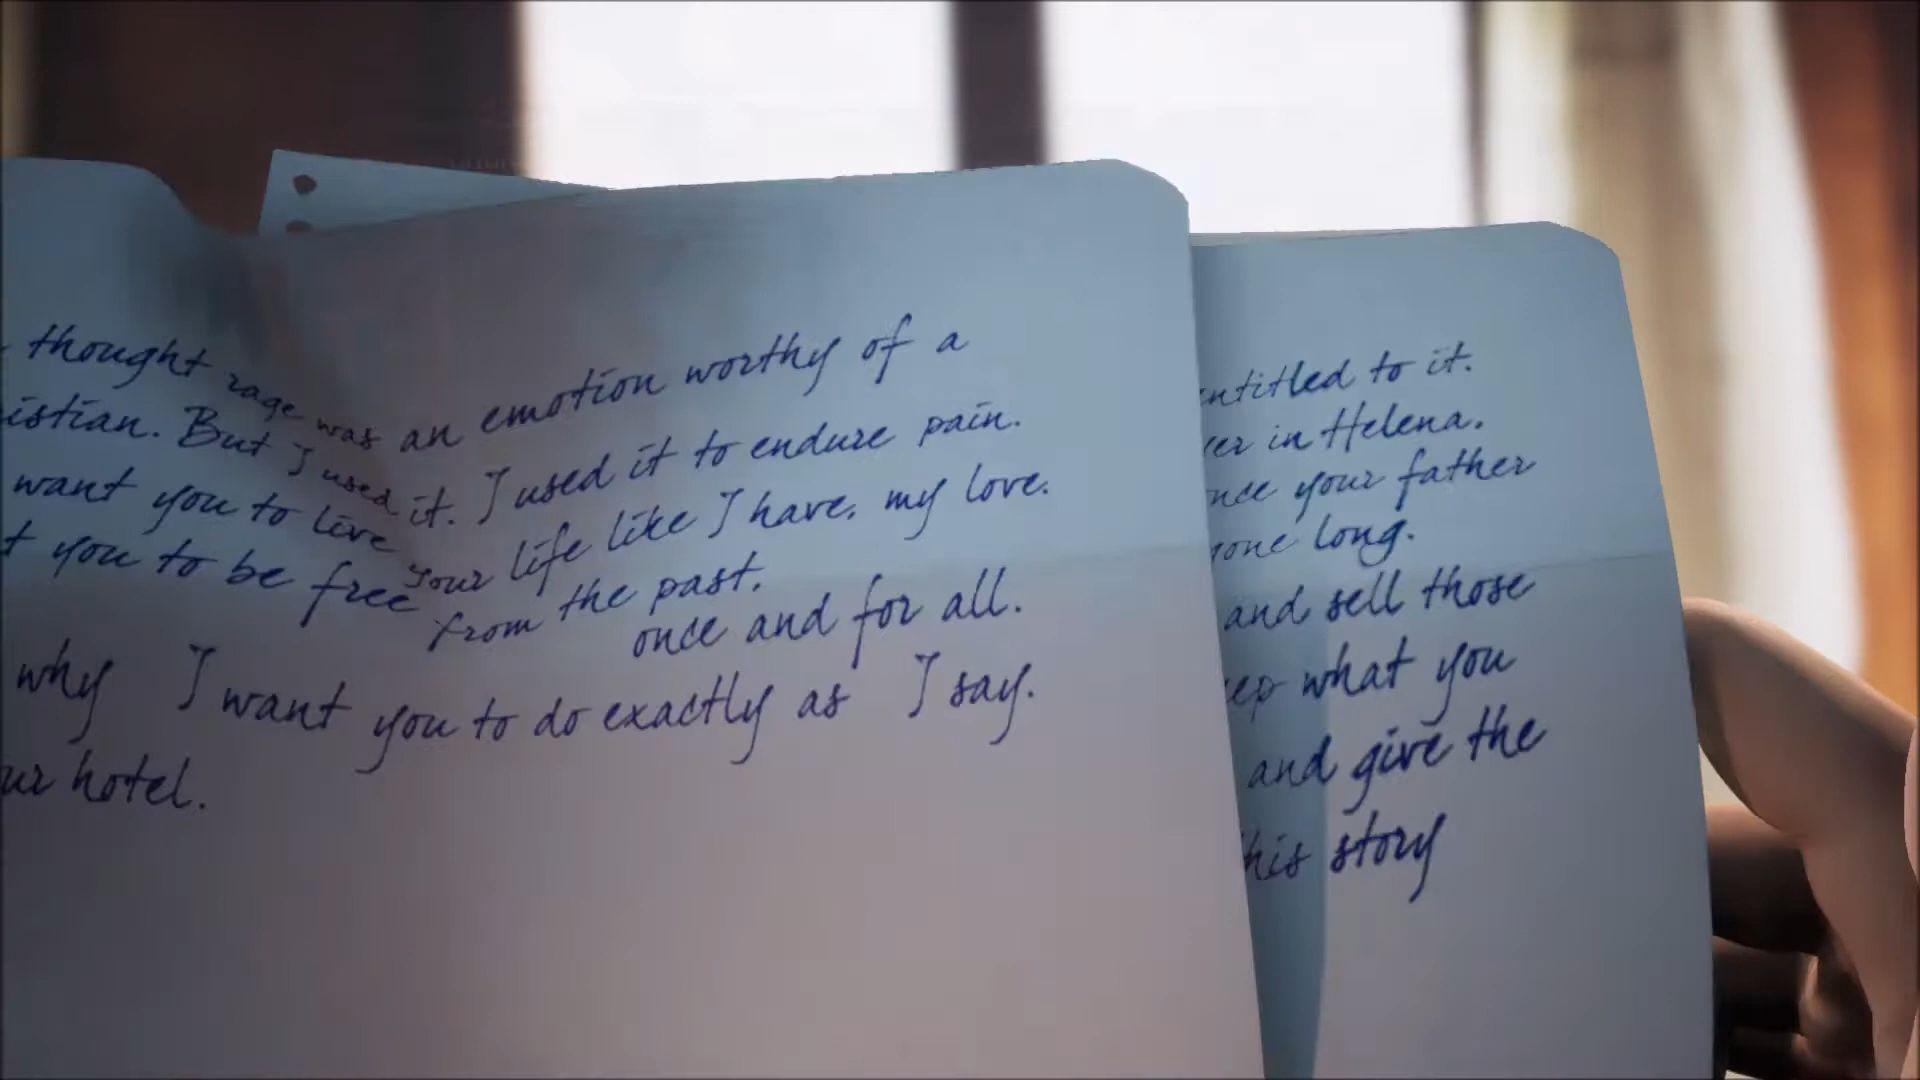 thought rage was an emotion worthy of a
istian. But I used it. I used it to endure pain.
want you to live your life like I have, my love.
t you to be free from the past,
once and for all.
why I want you to do exactly as I say.
ur hotel.
entitled to it.
er in Helena.
nce your father
gone long.
and sell those
ep what you
and give the
this story